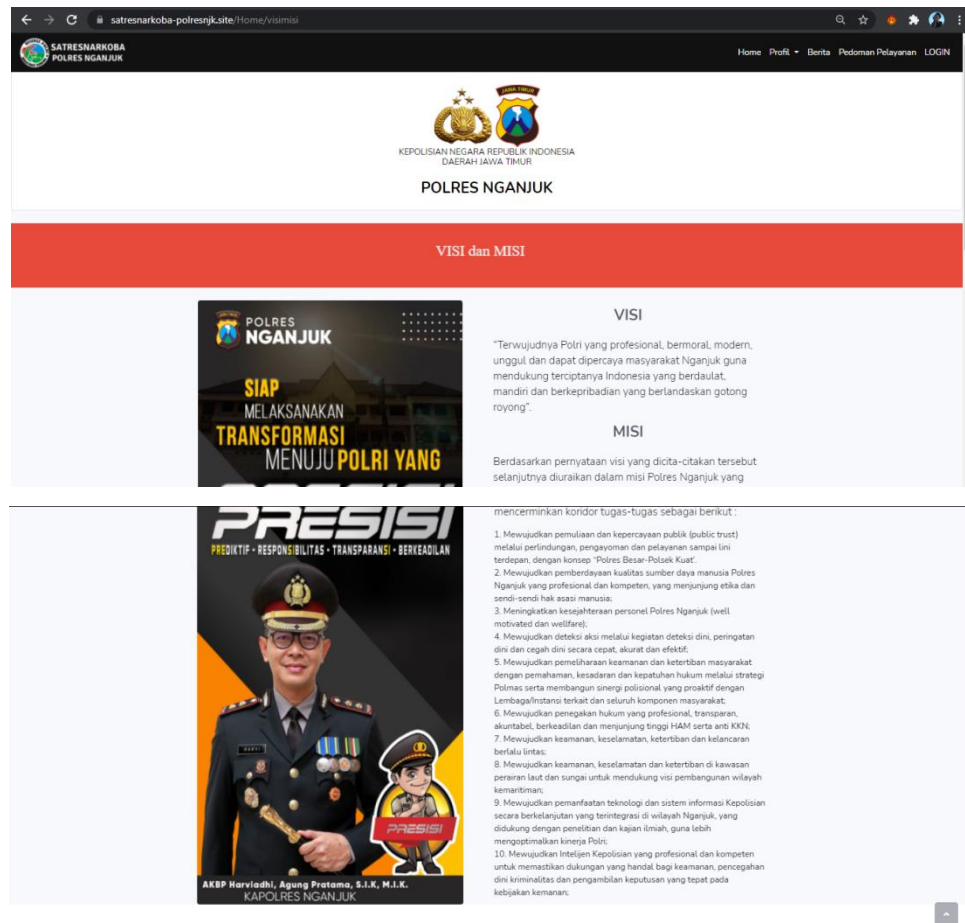 satresnarkoba-polresnjk.site/Home/visimisi
SATRESNARKOBA
POLRES NGANJUK
Home Profil Berita Pedoman Pelayanan LOGIN
JAWA TIMUR
KEPOLISIAN NEGARA REPUBLIK INDONESIA
DAERAH JAWA TIMUR
POLRES NGANJUK
VISI dan MISI
POLRES
NGANJUK
SIAP
MELAKSANAKAN
TRANSFORMASI
MENUJU POLRI YANG
VISI
"Terwujudnya Polri yang profesional, bermoral, modern,
unggul dan dapat dipercaya masyarakat Nganjuk guna
mendukung terciptanya Indonesia yang berdaulat,
mandiri dan berkepribadian yang berlandaskan gotong
royong".
MISI
Berdasarkan pernyataan visi yang dicita-citakan tersebut
selanjutnya diuraikan dalam misi Polres Nganjuk yang
PRESISI
PREDIKTIF - RESPONSIBILITAS - TRANSPARANSI - BERKEADILAN
PRESISI
AKBP Harviadhi, Agung Pratama, S.I.K, M.I.K.
KAPOLRES NGANJUK
mencerminkan koridor tugas-tugas sebagai berikut :
1. Mewujudkan pemuliaan dan kepercayaan publik (public trust)
melalui perlindungan, pengayoman dan pelayanan sampai lini
terdepan, dengan konsep "Polres Besar-Polsek Kuat'.
2. Mewujudkan pemberdayaan kualitas sumber daya manusia Polres
Nganjuk yang profesional dan kompeten, yang menjunjung etika dan
sendi-sendi hak asasi manusia;
3. Meningkatkan kesejahteraan personel Polres Nganjuk (well
motivated dan wellfare);
4. Mewujudkan deteksi aksi melalui kegiatan deteksi dini, peringatan
dini dan cegah dini secara cepat, akurat dan efektif;
5. Mewujudkan pemeliharaan keamanan dan ketertiban masyarakat
dengan pemahaman, kesadaran dan kepatuhan hukum melalui strategi
Polmas serta membangun sinergi polisional yang proaktif dengan
Lembaga/Instansi terkait dan seluruh komponen masyarakat;
6. Mewujudkan penegakan hukum yang profesional, transparan,
akuntabel, berkeadilan dan menjunjung tinggi HAM serta anti KKN;
7. Mewujudkan keamanan, keselamatan, ketertiban dan kelancaran
berlalu lintas;
8. Mewujudkan keamanan, keselamatan dan ketertiban di kawasan
perairan laut dan sungai untuk mendukung visi pembangunan wilayah
kemaritiman;
9. Mewujudkan pemanfaatan teknologi dan sistem informasi Kepolisian
secara berkelanjutan yang terintegrasi di wilayah Nganjuk, yang
didukung dengan penelitian dan kajian ilmiah, guna lebih
mengoptimalkan kinerja Polri;
10. Mewujudkan Intelijen Kepolisian yang profesional dan kompeten
untuk memastikan dukungan yang handal bagi keamanan, pencegahan
dini kriminalitas dan pengambilan keputusan yang tepat pada
kebijakan kemanan;